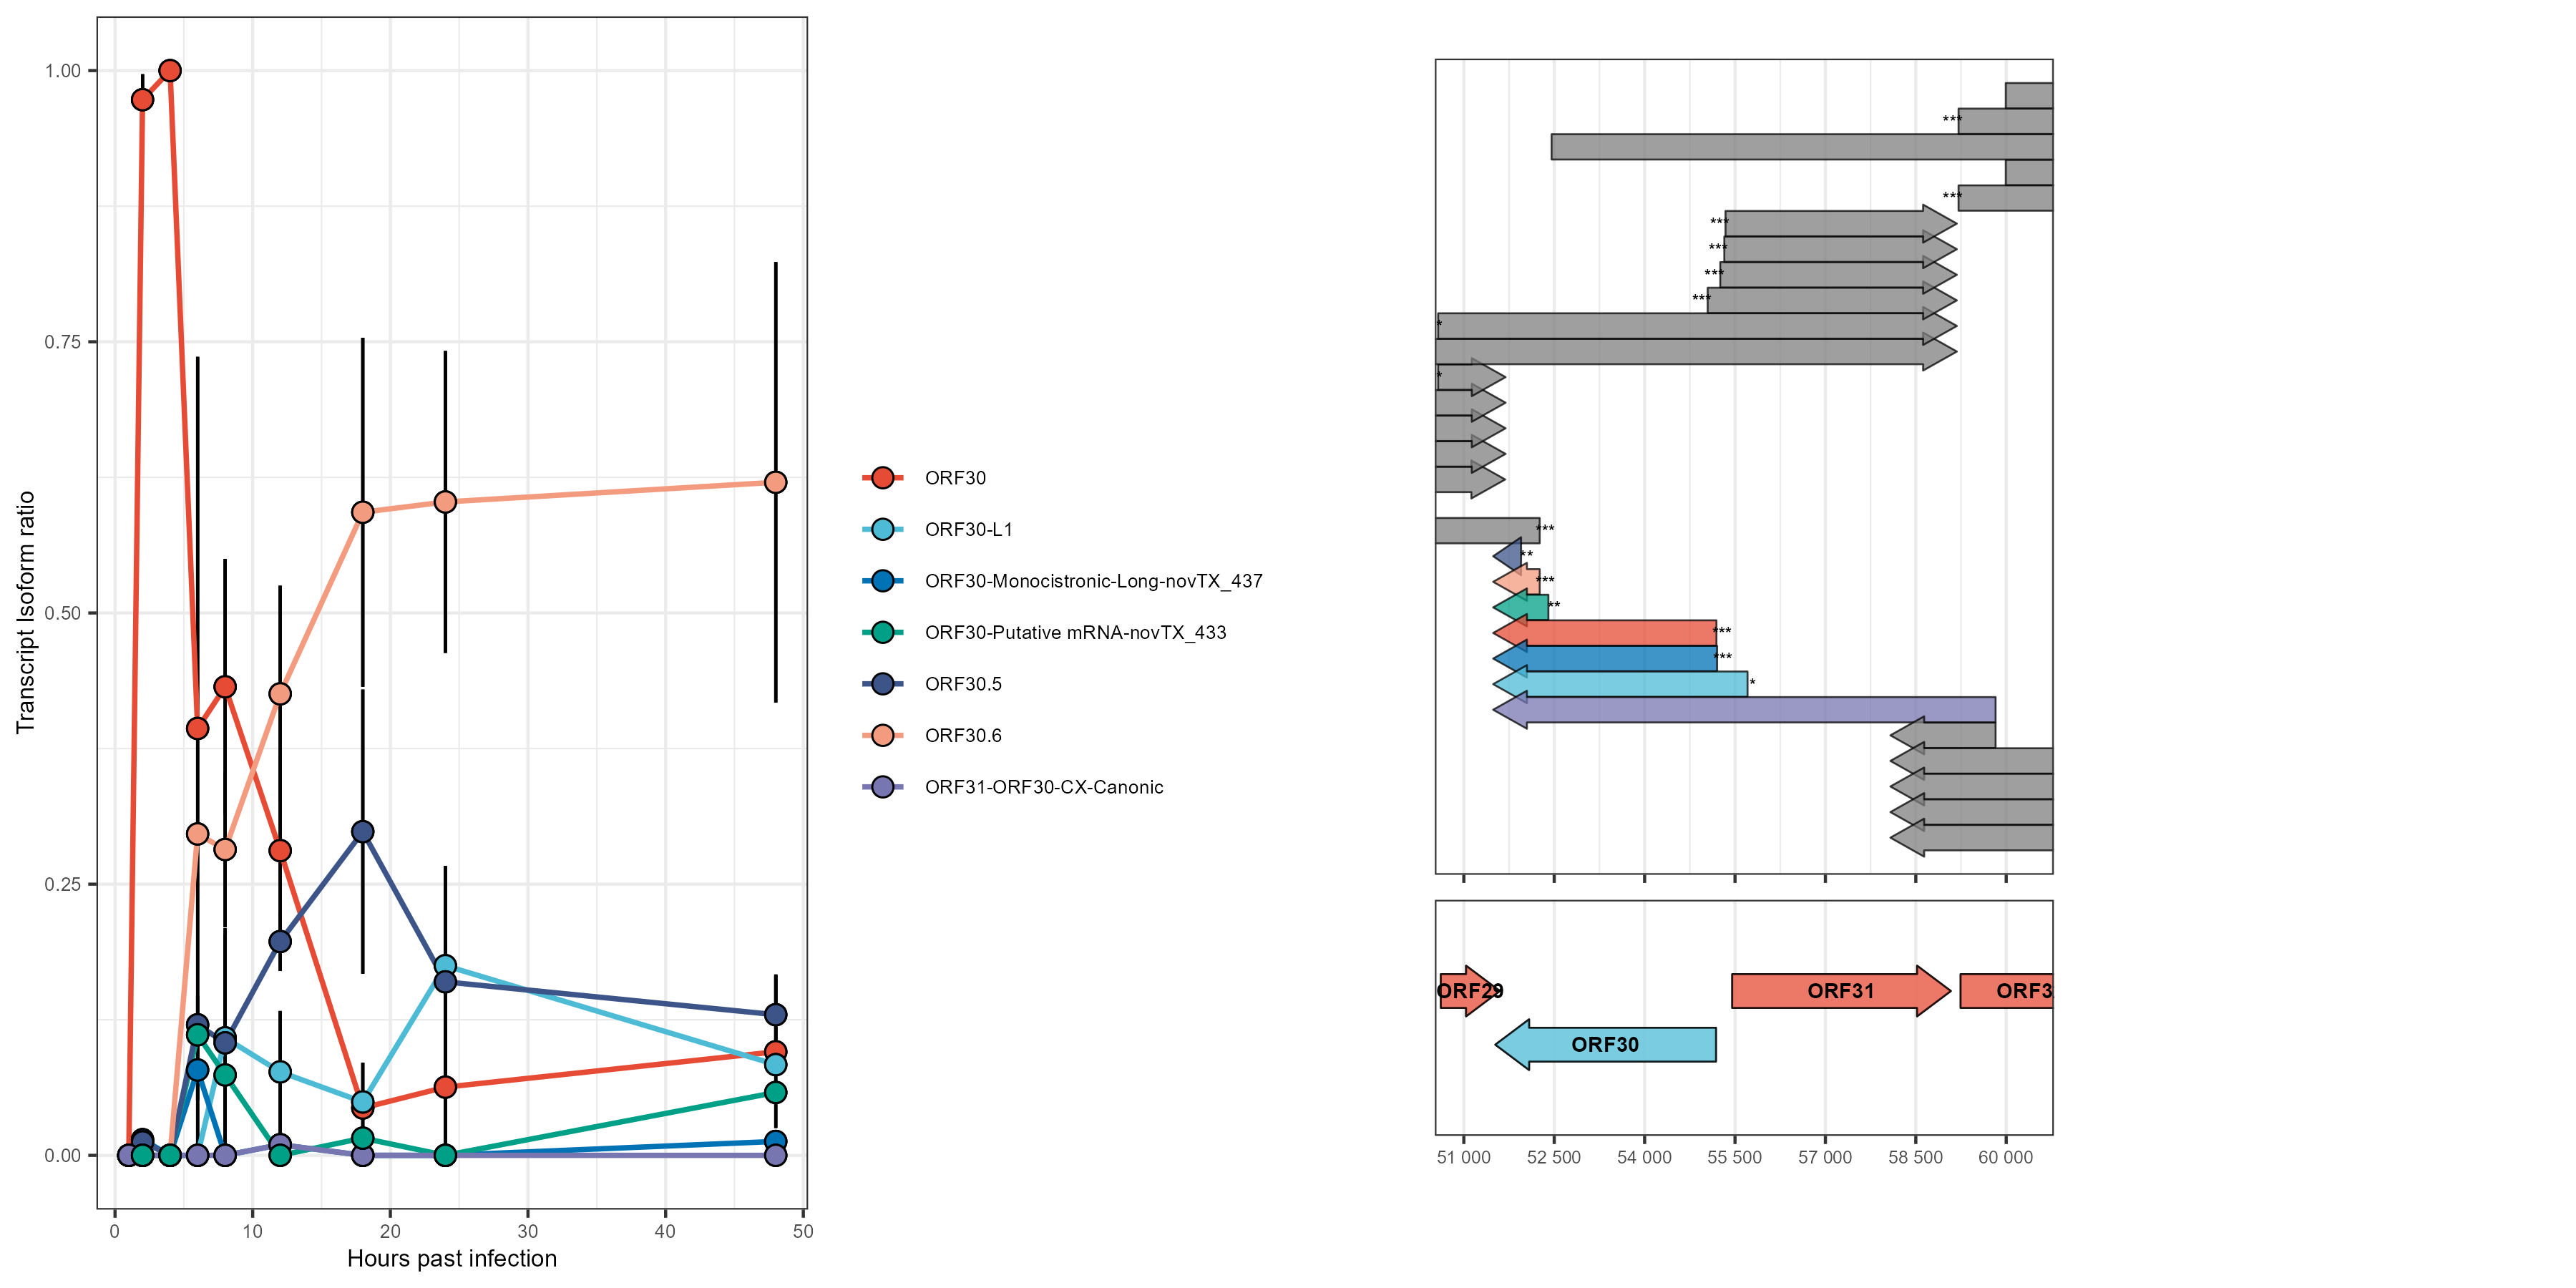 1.00
0.75
0.50
0.25
0.00
Transcript Isoform ratio
0
10
20
30
40
50
Hours past infection
ORF30
ORF30-L1
ORF30-Monocistronic-Long-novTX_437
ORF30-Putative mRNA-novTX_433
ORF30.5
ORF30.6
ORF31-ORF30-CX-Canonic
***
***
***
***
***
***
*
*
***
**
***
**
***
***
*
ORF29
ORF31
ORF3
ORF30
51 000
52 500
54 000
55 500
57 000
58 500
60 000